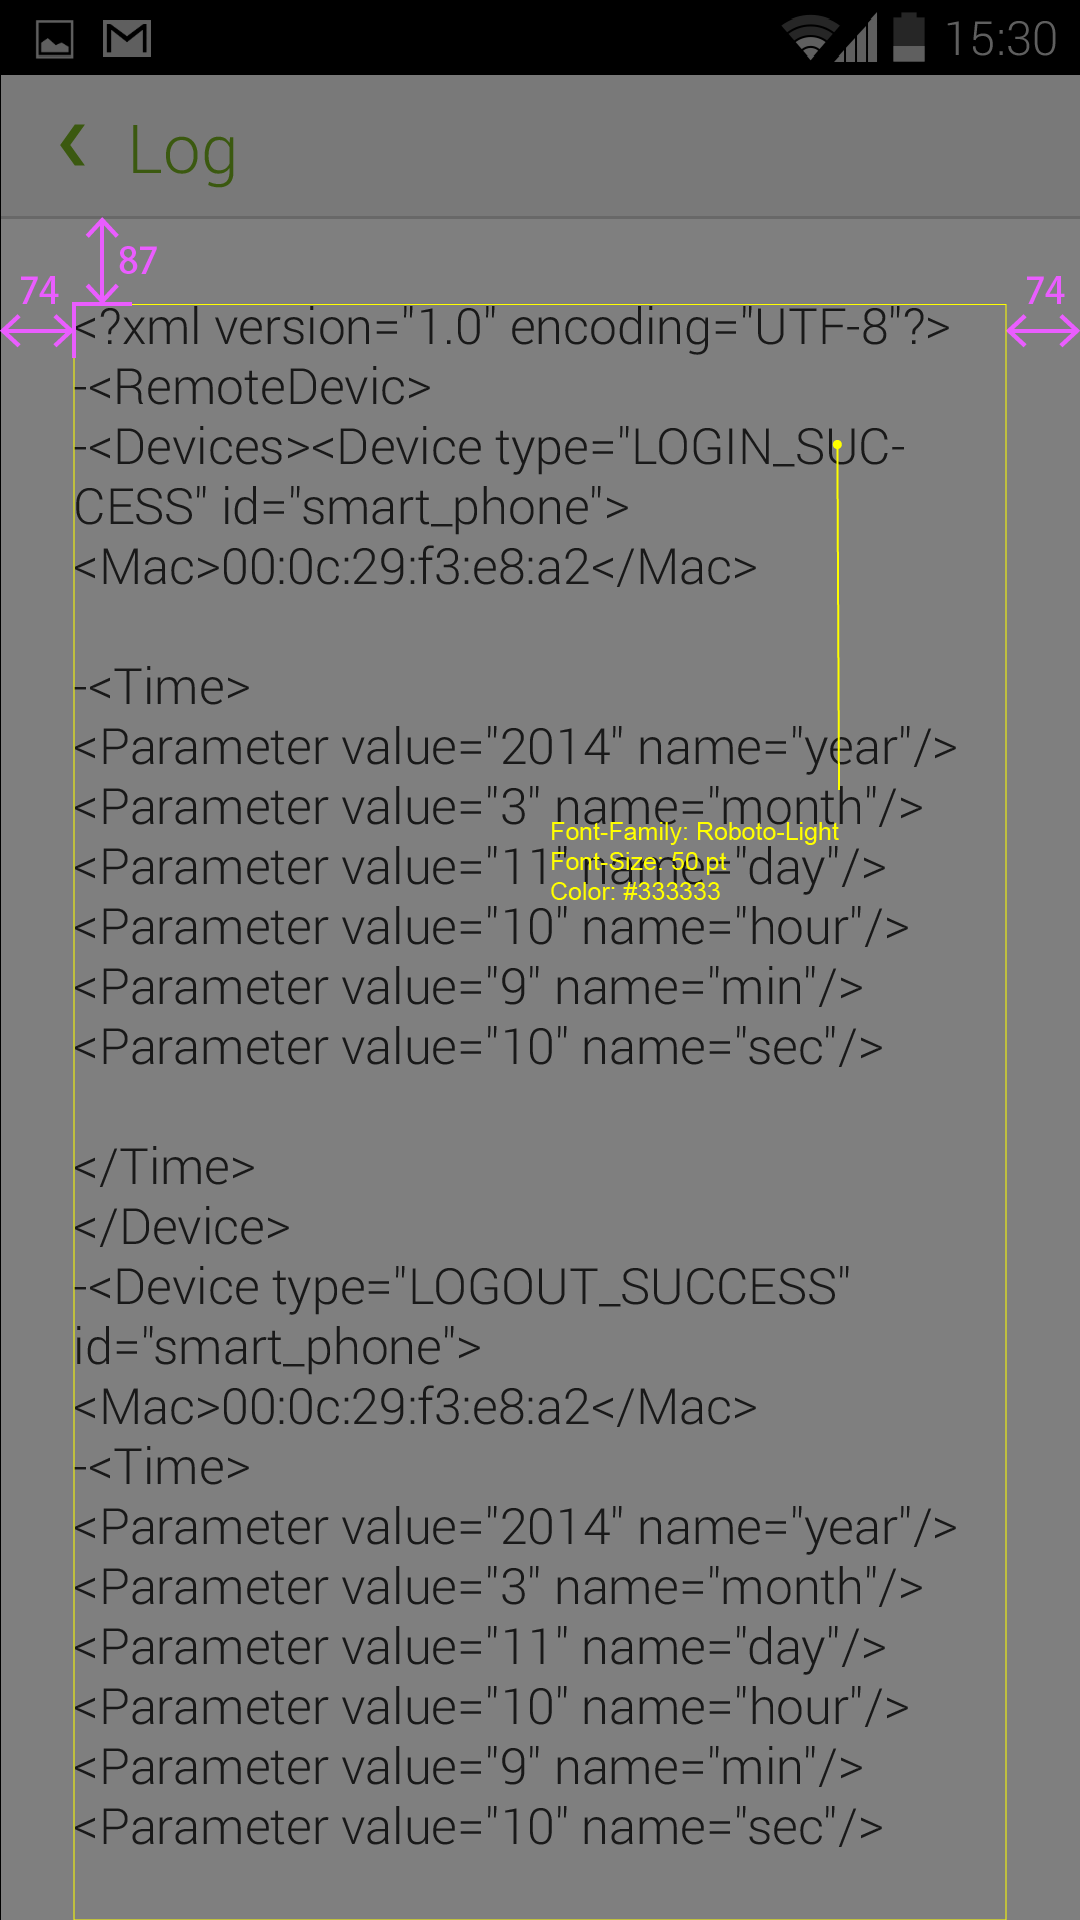 15:30
Log
87
74
74
<?xml version="1.0" encoding="UTF-8"?>
-<RemoteDevic>
-<Devices><Device type="LOGIN_SUC-
CESS" id="smart_phone">
<Mac>00:0c:29:f3:e8:a2</Mac>
-<Time>
<Parameter value="2014" name="year"/>
<Parameter value="3" name="month"/>
Font-Family: Roboto-Light
<Parameter value="11" name="day"/>
Font-Size: 50 pt
Color: #333333
<Parameter value="10" name="hour"/>
<Parameter value="9" name="min"/>
<Parameter value="10" name="sec"/>
</Time>
</Device>
-<Device type="LOGOUT_SUCCESS"
id="smart_phone">
<Mac>00:0c:29:f3:e8:a2</Mac>
-<Time>
<Parameter value="2014" name="year"/>
<Parameter value="3" name="month"/>
<Parameter value="11" name="day"/>
<Parameter value="10" name="hour"/>
<Parameter value="9" name="min"/>
<Parameter value="10" name="sec"/>